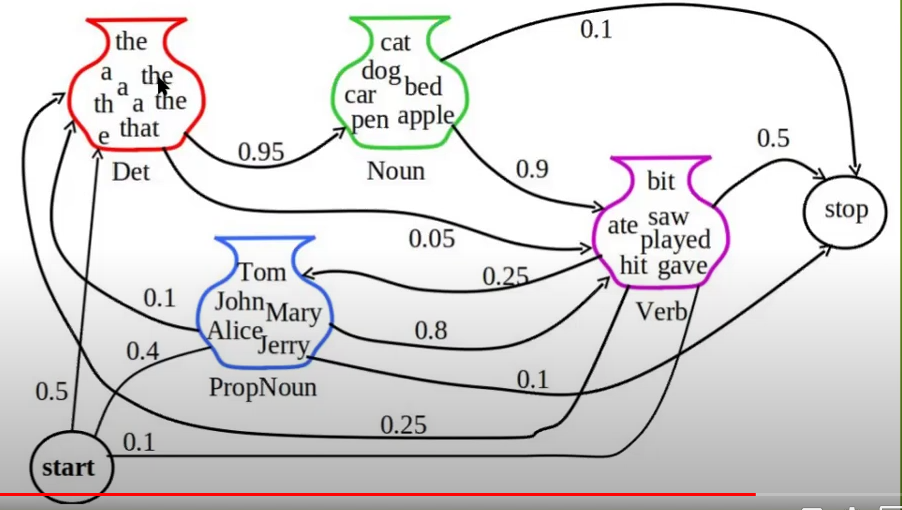 the
a
the
a
th
a
the
e
that
Det
cat
dog
bed
car
pen
apple
Noun
0.1
0.95
0.9
0.5
bit
ate
saw
played
hit
gave
Verb
stop
0.05
0.25
Tom
John
Mary
Alice
Jerry
PropNoun
0.1
0.8
0.4
0.1
0.5
0.25
0.1
start